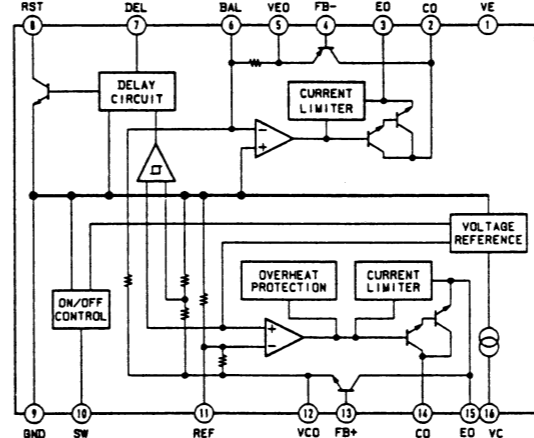 RST DEL BAL VEO FB- EO CO VE
8 7 6 5 4 3 2 1
DELAY
CIRCUIT
CURRENT
LIMITER
-
+
VOLTAGE
REFERENCE
ON/OFF
CONTROL
OVERHEAT
PROTECTION
CURRENT
LIMITER
+
-
9 10 11 12 13 14 15 16
GND SW REF VCO FB+ CO EO VC